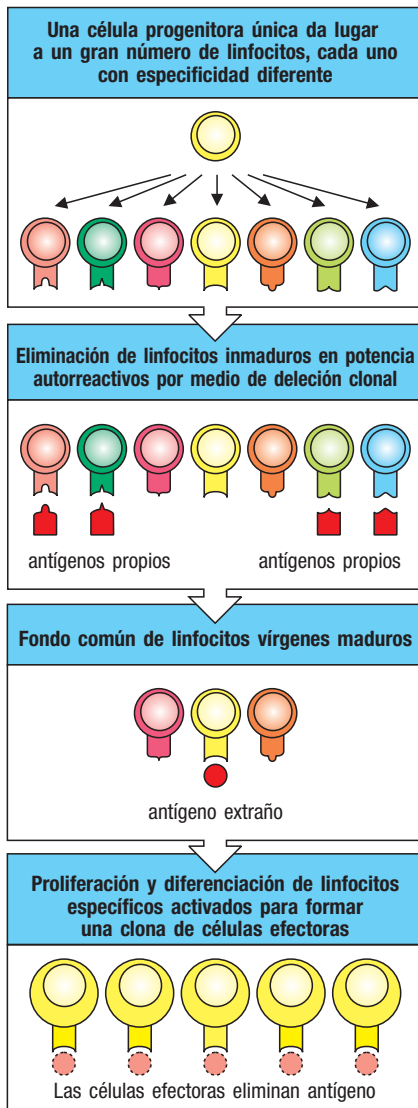 Una célula progenitora única da lugar
a un gran número de linfocitos, cada uno
con especificidad diferente
Eliminación de linfocitos inmaduros en potencia
autorreactivos por medio de deleción clonal
antígenos propios
antígenos propios
Fondo común de linfocitos vírgenes maduros
antígeno extraño
Proliferación y diferenciación de linfocitos
específicos activados para formar
una clona de células efectoras
Las células efectoras eliminan antígeno